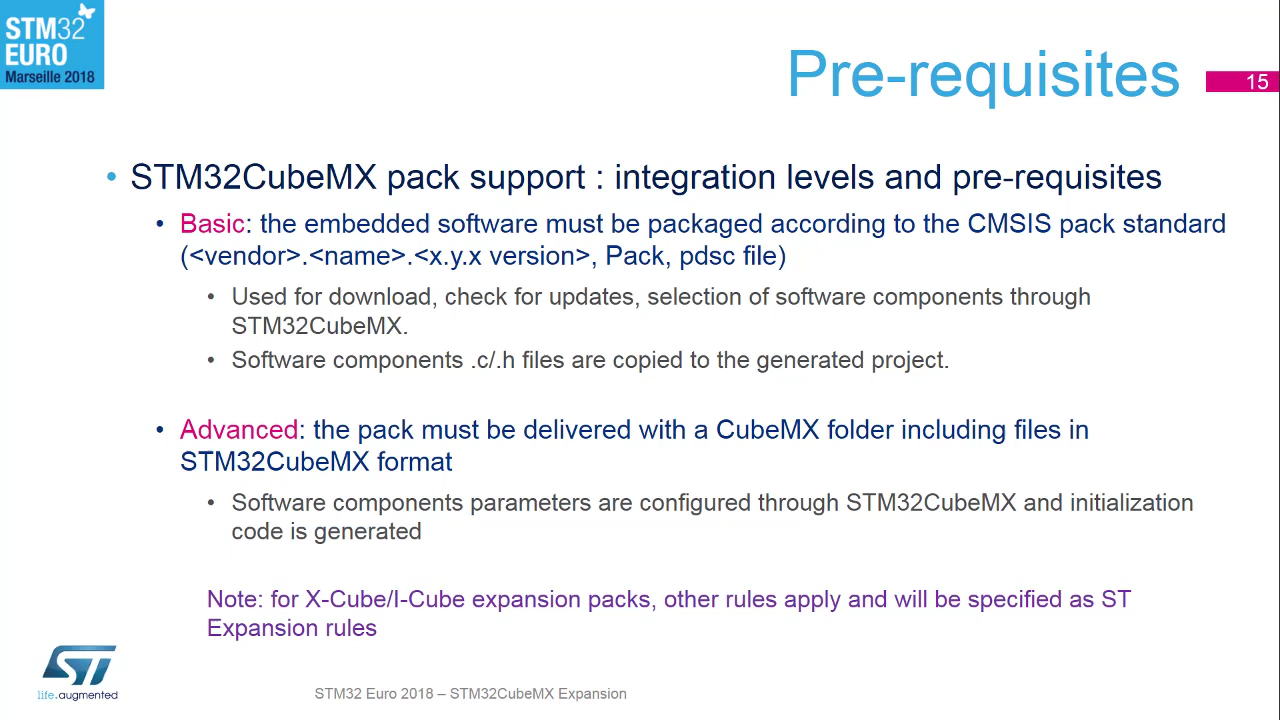 STM32
EURO
Marseille 2018
Pre-requisites
15
• STM32CubeMX pack support : integration levels and pre-requisites
• Basic: the embedded software must be packaged according to the CMSIS pack standard
(<vendor>.<name>.<x.y.x version>, Pack, pdsc file)
• Used for download, check for updates, selection of software components through
STM32CubeMX.
• Software components .c/.h files are copied to the generated project.
• Advanced: the pack must be delivered with a CubeMX folder including files in
STM32CubeMX format
• Software components parameters are configured through STM32CubeMX and initialization
code is generated
Note: for X-Cube/I-Cube expansion packs, other rules apply and will be specified as ST
Expansion rules
ST
life.augmented
STM32 Euro 2018 – STM32CubeMX Expansion